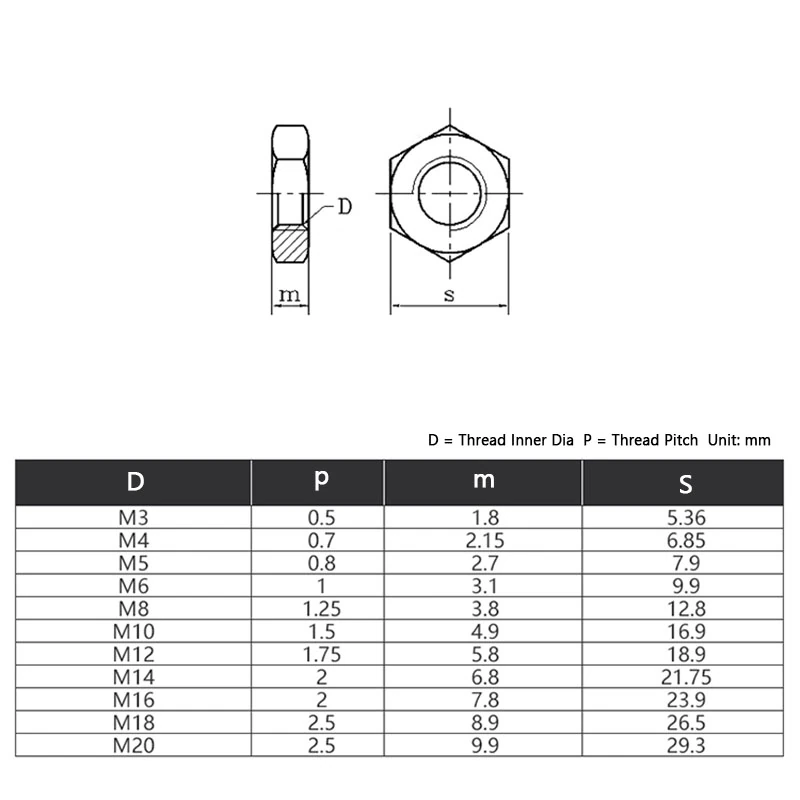 D
m
s
D = Thread Inner Dia P = Thread Pitch Unit: mm
D p m S
M3 0.5 1.8 5.36
M4 0.7 2.15 6.85
M5 0.8 2.7 7.9
M6 1 3.1 9.9
M8 1.25 3.8 12.8
M10 1.5 4.9 16.9
M12 1.75 5.8 18.9
M14 2 6.8 21.75
M16 2 7.8 23.9
M18 2.5 8.9 26.5
M20 2.5 9.9 29.3